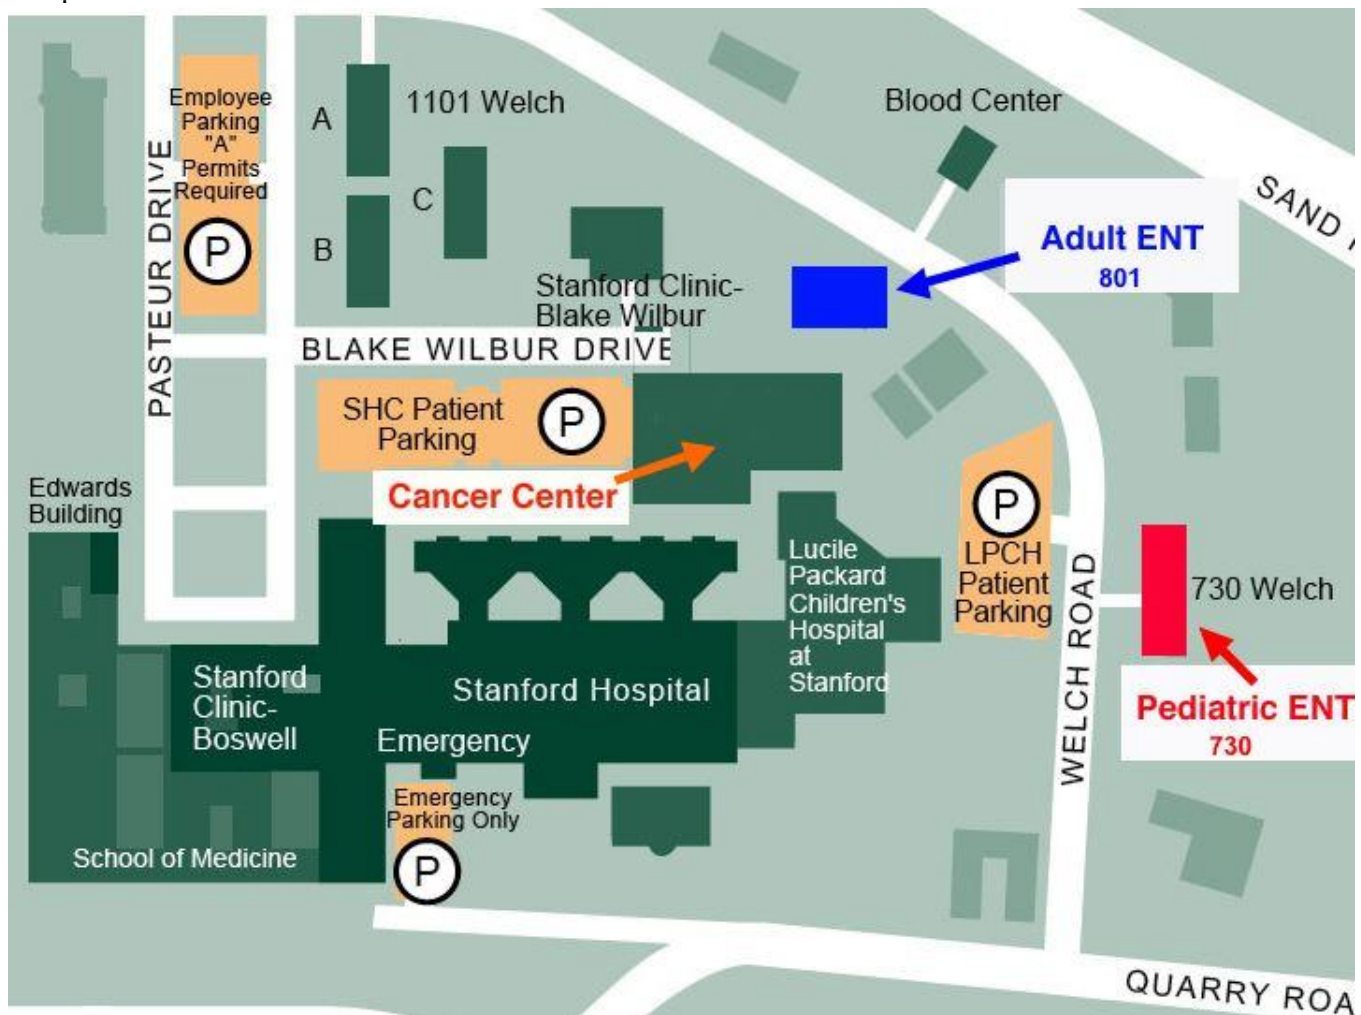 Employee
Parking
"A"
Permits
Required
P
PASTEUR DRIVE
A
1101 Welch
B
C
Blood Center
SAND
Adult ENT
801
Stanford Clinic-
Blake Wilbur
BLAKE WILBUR DRIVE
SHC Patient
Parking
P
Cancer Center
Edwards
Building
Lucile
Packard
Children's
Hospital
at
Stanford
P
LPCH
Patient
Parking
WELCH ROAD
730 Welch
Pediatric ENT
730
Stanford
Clinic-
Boswell
Stanford Hospital
Emergency
Emergency
Parking Only
P
School of Medicine
QUARRY ROA